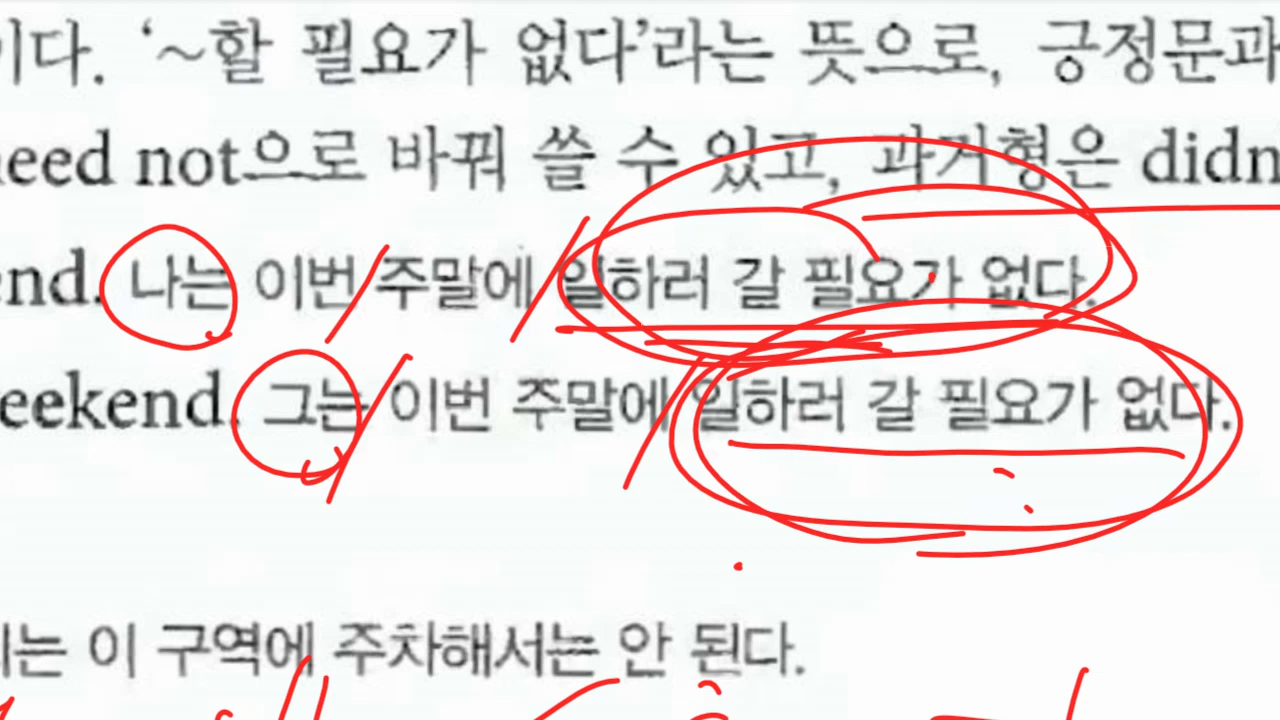 이다. ‘~할 필요가 없다’라는 뜻으로, 긍정문과
need not으로 바꿔 쓸 수 있고, 과거형은 didn
end. 나는 이번 주말에 일하러 갈 필요가 없다.
eekend. 그는 이번 주말에 일하러 갈 필요가 없다.
는 이 구역에 주차해서는 안 된다.